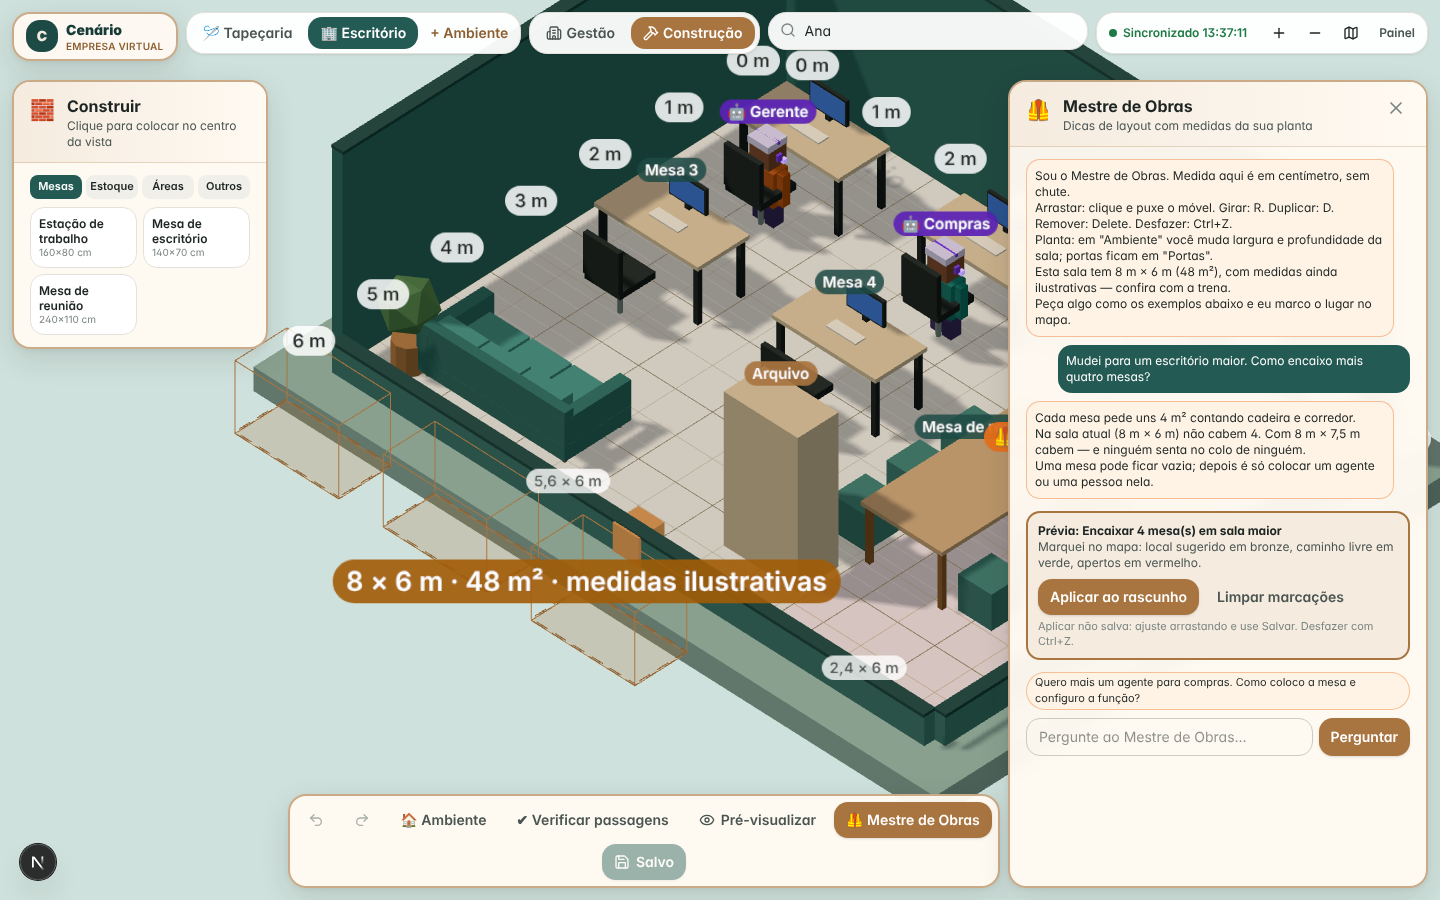 C
Cenário
EMPRESA VIRTUAL
🪡 Tapeçaria
🏢 Escritório
+ Ambiente
Gestão
Construção
Ana
Sincronizado 13:37:11
+
−
Painel
🧱 Construir
Clique para colocar no centro
da vista
Mesas
Estoque
Áreas
Outros
Estação de
trabalho
160×80 cm
Mesa de
escritório
140×70 cm
Mesa de
reunião
240×110 cm
0 m
0 m
1 m
🤖 Gerente
1 m
2 m
Mesa 3
2 m
3 m
🤖 Compras
4 m
Mesa 4
5 m
6 m
Arquivo
Mesa de
5,6 × 6 m
8 × 6 m · 48 m² · medidas ilustrativas
2,4 × 6 m
🦺 Mestre de Obras
Dicas de layout com medidas da sua planta
Sou o Mestre de Obras. Medida aqui é em centímetro, sem
chute.
Arrastar: clique e puxe o móvel. Girar: R. Duplicar: D.
Remover: Delete. Desfazer: Ctrl+Z.
Planta: em "Ambiente" você muda largura e profundidade da
sala; portas ficam em "Portas".
Esta sala tem 8 m × 6 m (48 m²), com medidas ainda
ilustrativas — confira com a trena.
Peça algo como os exemplos abaixo e eu marco o lugar no
mapa.
Mudei para um escritório maior. Como encaixo mais
quatro mesas?
Cada mesa pede uns 4 m² contando cadeira e corredor.
Na sala atual (8 m × 6 m) não cabem 4. Com 8 m × 7,5 m
cabem — e ninguém senta no colo de ninguém.
Uma mesa pode ficar vazia; depois é só colocar um agente
ou uma pessoa nela.
Prévia: Encaixar 4 mesa(s) em sala maior
Marquei no mapa: local sugerido em bronze, caminho livre em
verde, apertos em vermelho.
Aplicar ao rascunho
Limpar marcações
Aplicar não salva: ajuste arrastando e use Salvar. Desfazer com
Ctrl+Z.
Quero mais um agente para compras. Como coloco a mesa e
configuro a função?
Pergunte ao Mestre de Obras...
Perguntar
🏠 Ambiente
✔ Verificar passagens
Pré-visualizar
🦺 Mestre de Obras
Salvo
N